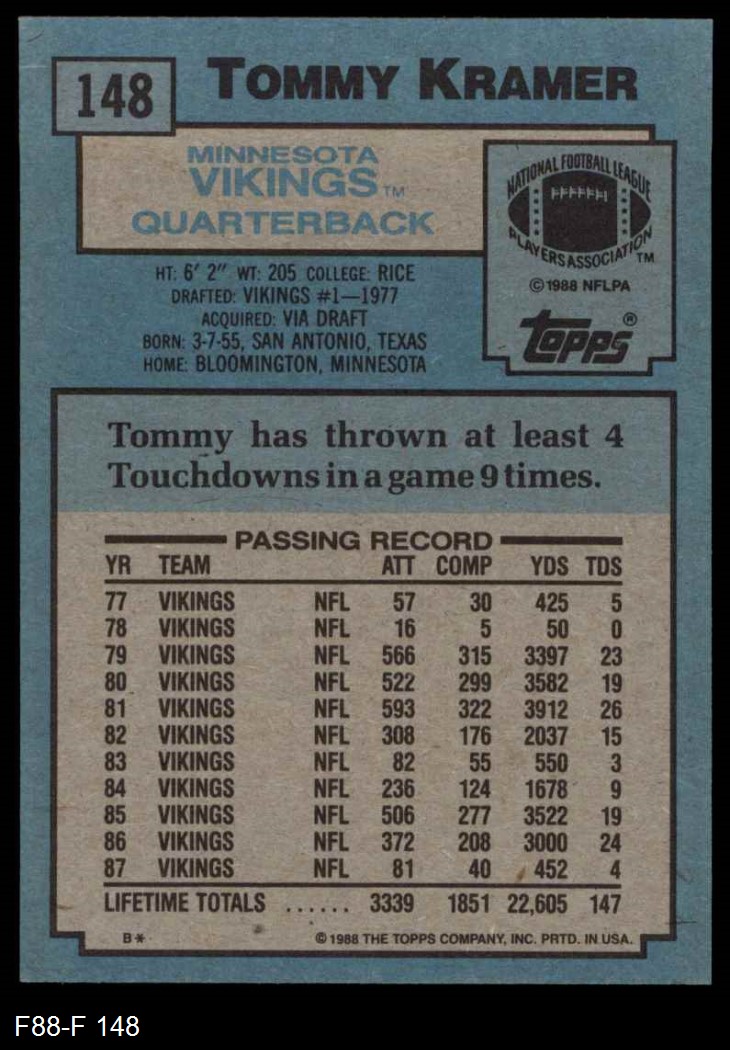 148
TOMMY KRAMER
MINNESOTA
VIKINGS™
QUARTERBACK
NATIONAL FOOTBALL LEAGUE
PLAYERS ASSOCIATION™
©1988 NFLPA
topps®
HT: 6' 2" WT: 205 COLLEGE: RICE
DRAFTED: VIKINGS #1—1977
ACQUIRED: VIA DRAFT
BORN: 3-7-55, SAN ANTONIO, TEXAS
HOME: BLOOMINGTON, MINNESOTA
Tommy has thrown at least 4
Touchdowns in a game 9 times.
PASSING RECORD
YR TEAM ATT COMP YDS TDS
77 VIKINGS NFL 57 30 425 5
78 VIKINGS NFL 16 5 50 0
79 VIKINGS NFL 566 315 3397 23
80 VIKINGS NFL 522 299 3582 19
81 VIKINGS NFL 593 322 3912 26
82 VIKINGS NFL 308 176 2037 15
83 VIKINGS NFL 82 55 550 3
84 VIKINGS NFL 236 124 1678 9
85 VIKINGS NFL 506 277 3522 19
86 VIKINGS NFL 372 208 3000 24
87 VIKINGS NFL 81 40 452 4
LIFETIME TOTALS ...... 3339 1851 22,605 147
B* ©1988 THE TOPPS COMPANY, INC. PRTD. IN USA.
F88-F 148